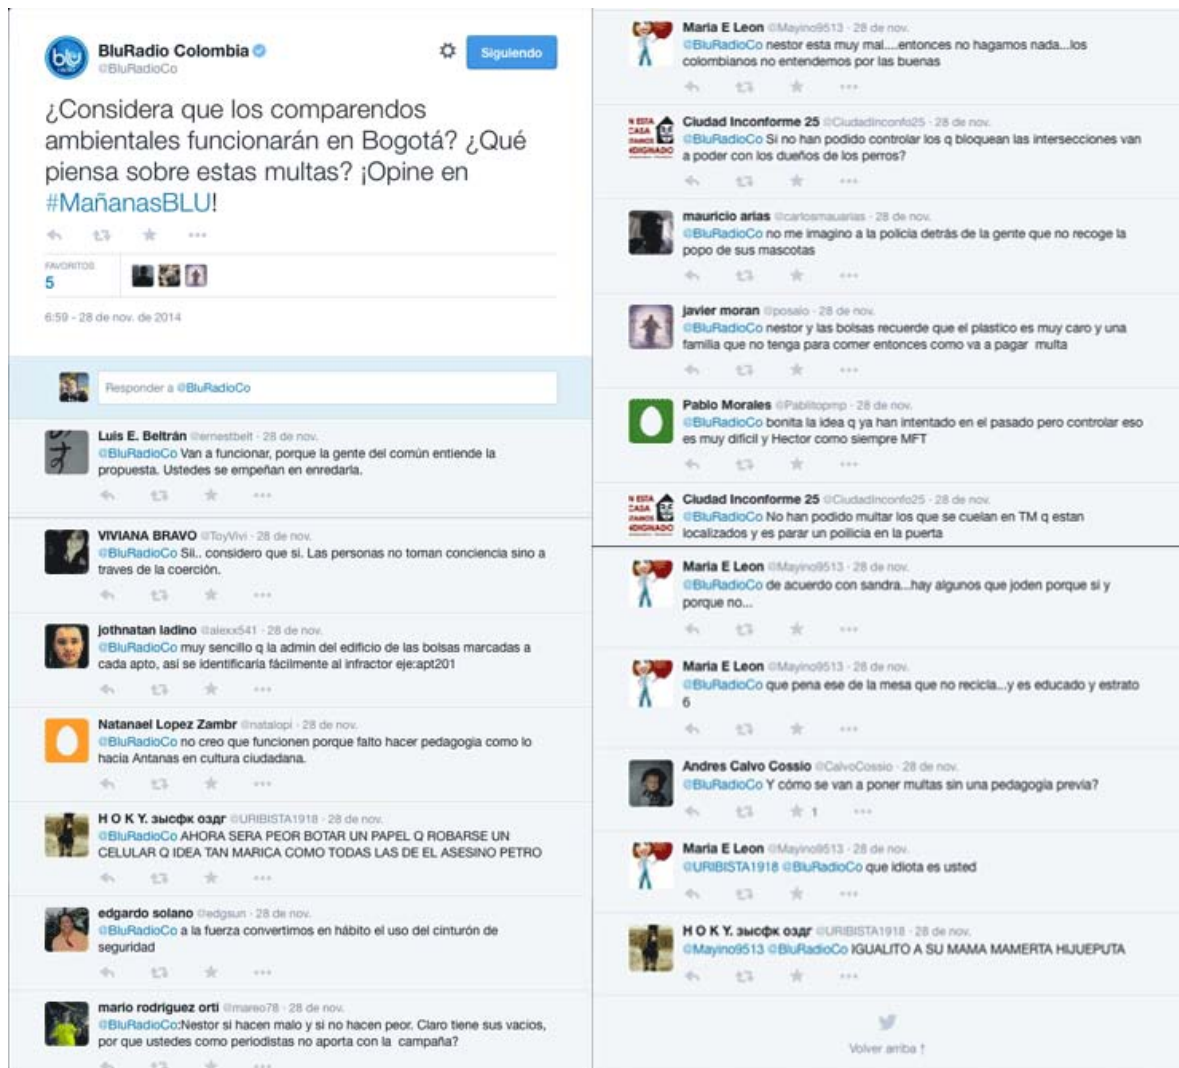 blu
BluRadio Colombia
@BluRadioCo
Siguiendo
¿Considera que los comparendos
ambientales funcionarán en Bogotá? ¿Qué
piensa sobre estas multas? ¡Opine en
#MañanasBLU!
FAVORITOS
5
6:59 - 28 de nov. de 2014
Responder a @BluRadioCo
Luis E. Beltrán @ernestbelt · 28 de nov.
@BluRadioCo Van a funcionar, porque la gente del común entiende la
propuesta. Ustedes se empeñan en enredarla.
VIVIANA BRAVO @ToyVivi · 28 de nov.
@BluRadioCo Sii.. considero que si. Las personas no toman conciencia sino a
traves de la coerción.
jothnatan ladino @alexx541 · 28 de nov.
@BluRadioCo muy sencillo q la admin del edificio de las bolsas marcadas a
cada apto, asi se identificaría fácilmente al infractor eje:apt201
Natanael Lopez Zambr @natalopi · 28 de nov.
@BluRadioCo no creo que funcionen porque falto hacer pedagogia como lo
hacia Antanas en cultura ciudadana.
H O K Y. зысфк оздг @URIBISTA1918 · 28 de nov.
@BluRadioCo AHORA SERA PEOR BOTAR UN PAPEL Q ROBARSE UN
CELULAR Q IDEA TAN MARICA COMO TODAS LAS DE EL ASESINO PETRO
edgardo solano @edgsun · 28 de nov.
@BluRadioCo a la fuerza convertimos en hábito el uso del cinturón de
seguridad
mario rodriguez orti @mareo78 · 28 de nov.
@BluRadioCo:Nestor si hacen malo y si no hacen peor. Claro tiene sus vacios,
por que ustedes como periodistas no aporta con la campaña?
Maria E Leon @Mayino9513 · 28 de nov.
@BluRadioCo nestor esta muy mal....entonces no hagamos nada...los
colombianos no entendemos por las buenas
Ciudad Inconforme 25 @CiudadInconfo25 · 28 de nov.
@BluRadioCo Si no han podido controlar los q bloquean las intersecciones van
a poder con los dueños de los perros?
mauricio arias @carlosmauarias · 28 de nov.
@BluRadioCo no me imagino a la policia detrás de la gente que no recoge la
popo de sus mascotas
javier moran @posalo · 28 de nov.
@BluRadioCo nestor y las bolsas recuerde que el plastico es muy caro y una
familia que no tenga para comer entonces como va a pagar multa
Pablo Morales @Pablitopmp · 28 de nov.
@BluRadioCo bonita la idea q ya han intentado en el pasado pero controlar eso
es muy dificil y Hector como siempre MFT
Ciudad Inconforme 25 @CiudadInconfo25 · 28 de nov.
@BluRadioCo No han podido multar los que se cuelan en TM q estan
localizados y es parar un poilicia en la puerta
Maria E Leon @Mayino9513 · 28 de nov.
@BluRadioCo de acuerdo con sandra...hay algunos que joden porque si y
porque no...
Maria E Leon @Mayino9513 · 28 de nov.
@BluRadioCo que pena ese de la mesa que no recicla...y es educado y estrato
6
Andres Calvo Cossio @CalvoCossio · 28 de nov.
@BluRadioCo Y cómo se van a poner multas sin una pedagogía previa?
1
Maria E Leon @Mayino9513 · 28 de nov.
@URIBISTA1918 @BluRadioCo que idiota es usted
H O K Y. зысфк оздг @URIBISTA1918 · 28 de nov.
@Mayino9513 @BluRadioCo IGUALITO A SU MAMA MAMERTA HIJUEPUTA
Volver arriba ↑